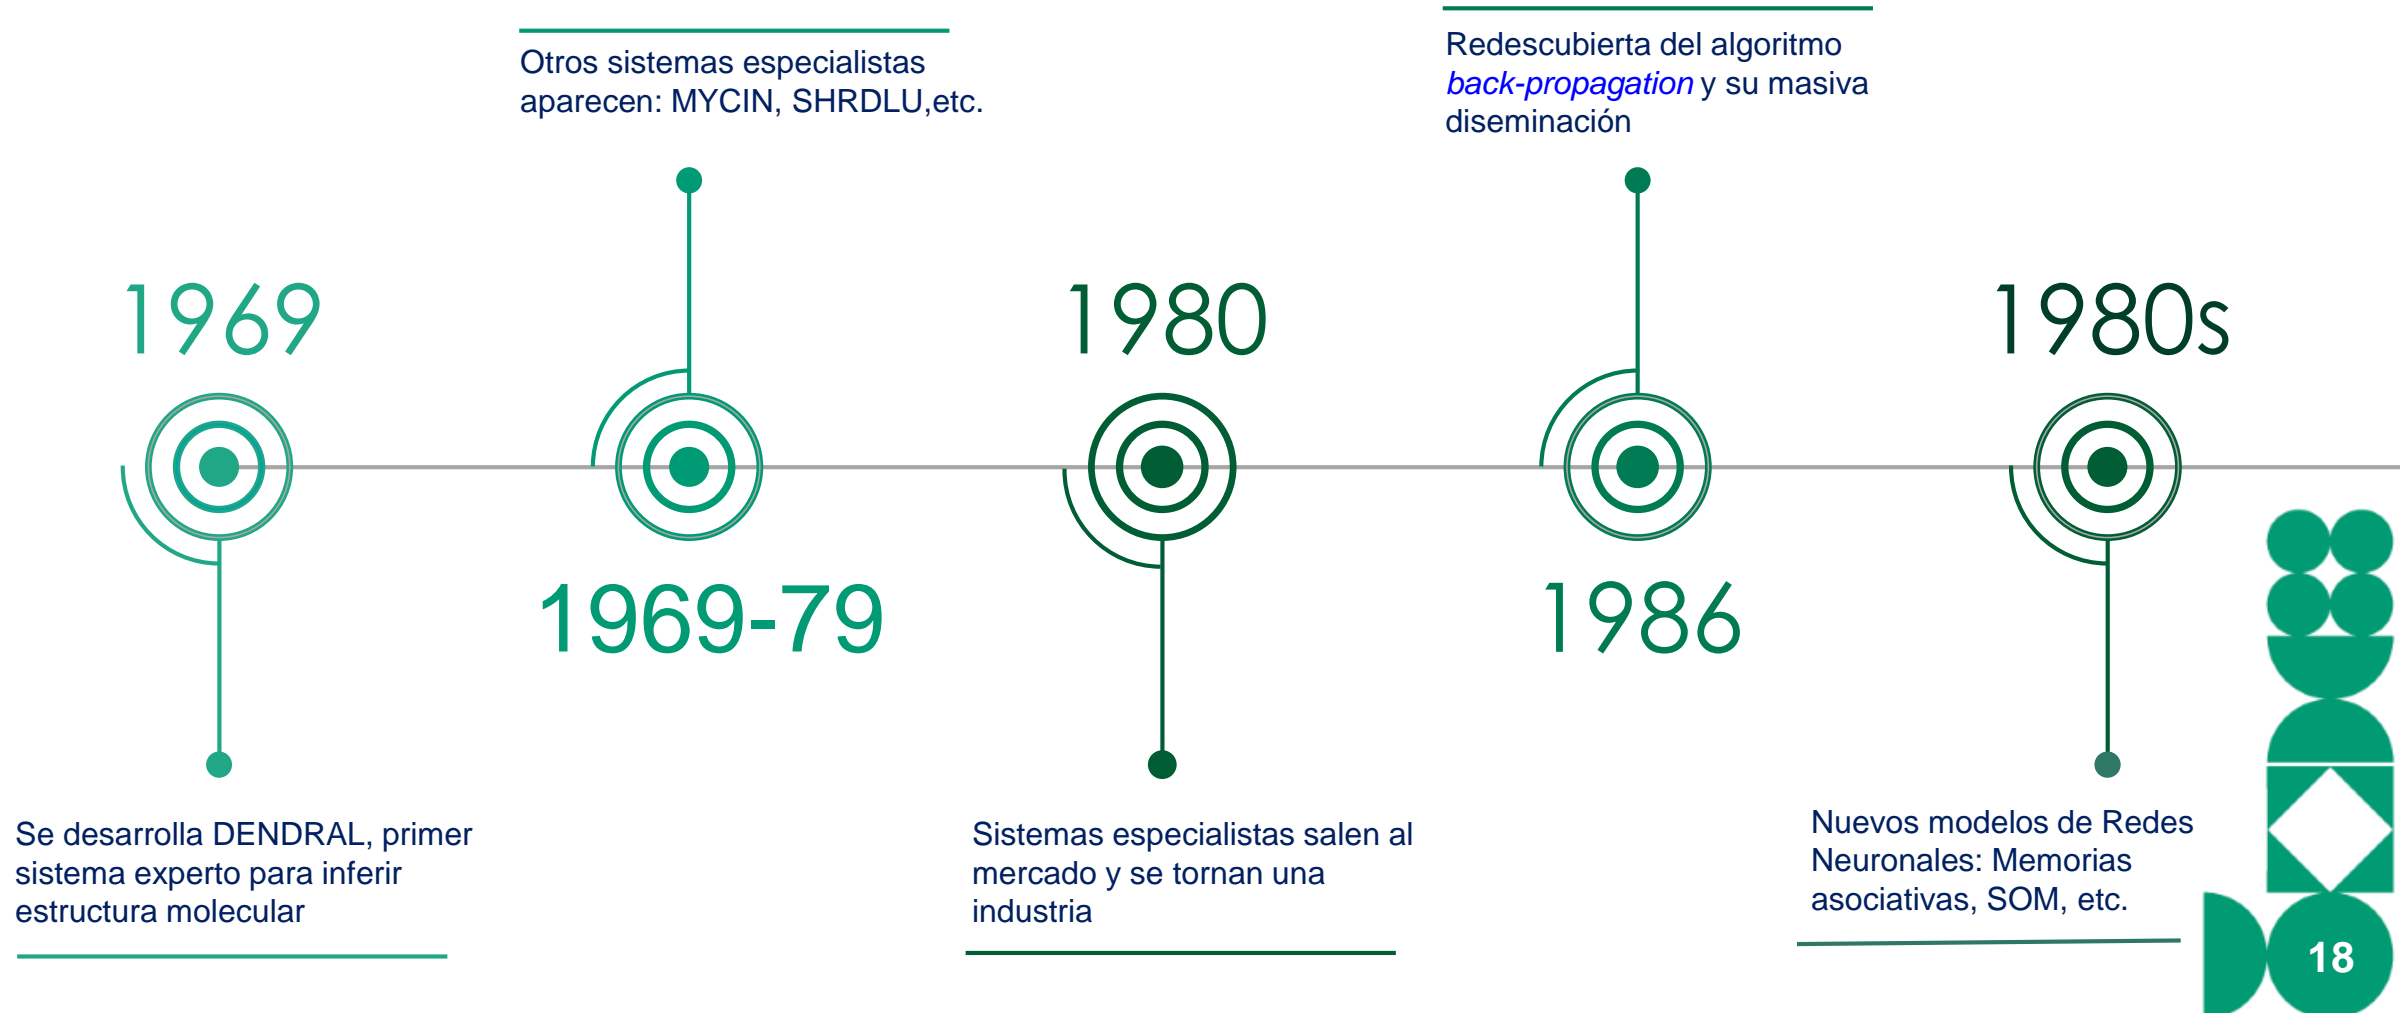 1969
Se desarrolla DENDRAL, primer
sistema experto para inferir
estructura molecular
Otros sistemas especialistas
aparecen: MYCIN, SHRDLU,etc.
1969-79
1980
Sistemas especialistas salen al
mercado y se tornan una
industria
Redescubierta del algoritmo
back-propagation y su masiva
diseminación
1986
1980s
Nuevos modelos de Redes
Neuronales: Memorias
asociativas, SOM, etc.
18